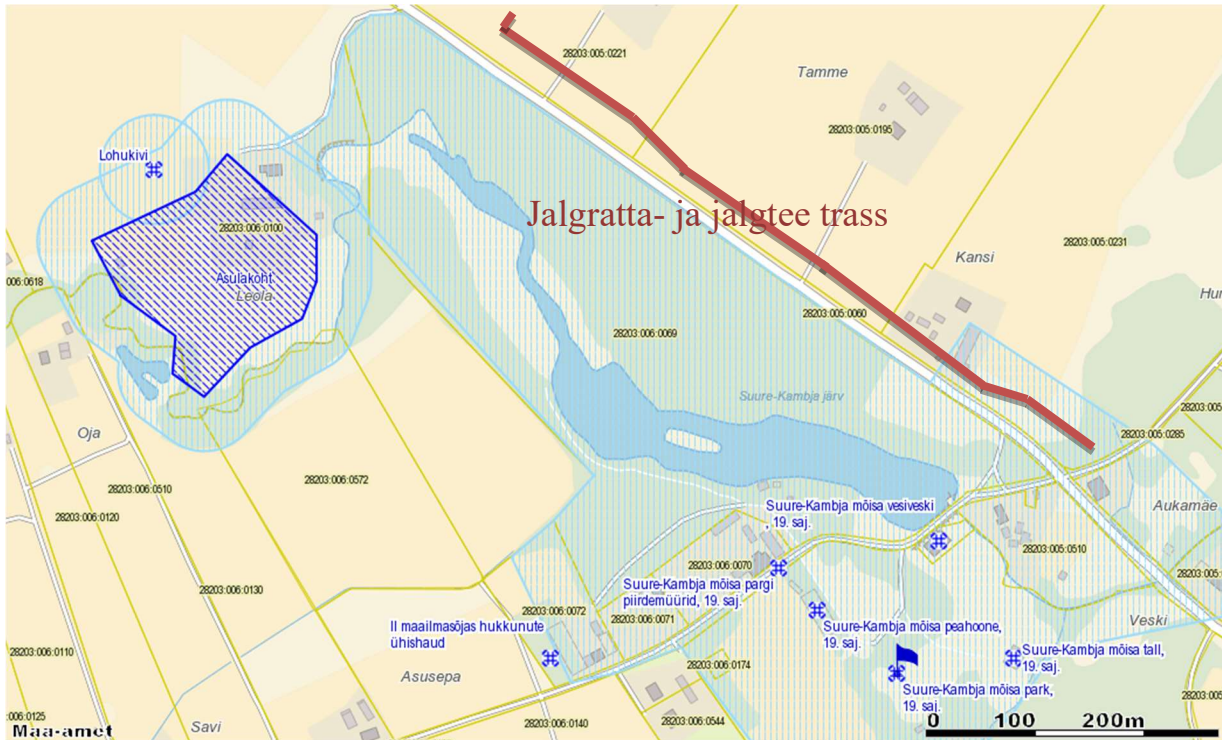 28203:005:0221
Tamme
28203:005:0195
Lohukivi
Jalgratta- ja jalgtee trass
28203:006:0100
28203:005:0231
Kansi
:006:0618
Asulakoht
Leola
Hur
28203:005:0060
28203:006:0069
Suure-Kambja järv
28203:005
Oja
28203:005:0285
28203:006:0572
28203:006:0510
Suure-Kambja mõisa vesiveski
, 19. saj.
Aukamäe
28203:006:0120
28203:005:0510
28203:006:0070
28203:005:
Suure-Kambja mõisa pargi
piirdemüürid, 19. saj.
28203:006:0130
28203:006:0072
28203:006:0071
II maailmasõjas hukkunute
ühishaud
Suure-Kambja mõisa peahoone,
19. saj.
Veski
28203:006:0110
28203:006:0174
Suure-Kambja mõisa tall,
19. saj.
Asusepa
Suure-Kambja mõisa park,
19. saj.
28203:005
:006:0125
Savi
28203:006:0140
28203:006:0544
Maa-amet
0 100 200m